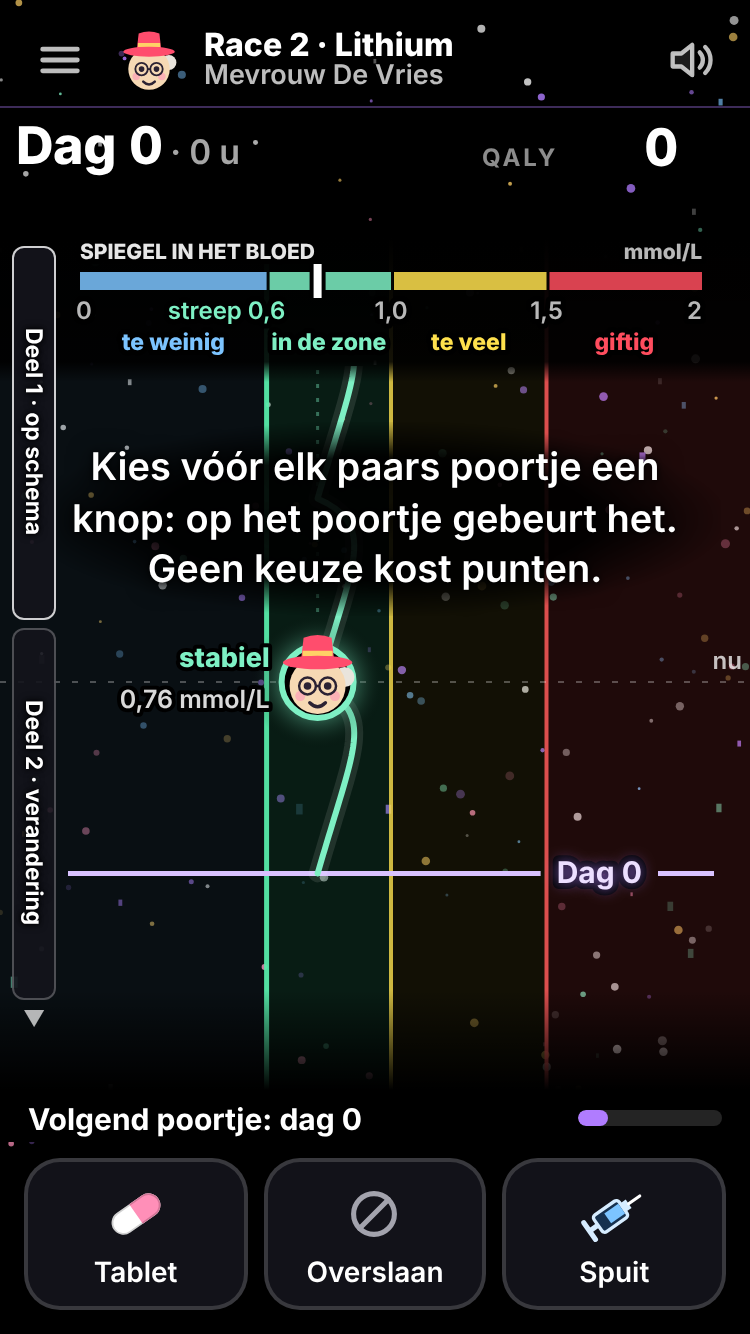 Race 2 · Lithium
Mevrouw De Vries
Dag 0 · 0 u
QALY 0
SPIEGEL IN HET BLOED mmol/L
0 streep 0,6 1,0 1,5 2
te weinig in de zone te veel giftig
Deel 1 · op schema
Kies vóór elk paars poortje een
knop: op het poortje gebeurt het.
Geen keuze kost punten.
stabiel
nu
0,76 mmol/L
Deel 2 · verandering
Dag 0
Volgend poortje: dag 0
Tablet Overslaan Spuit